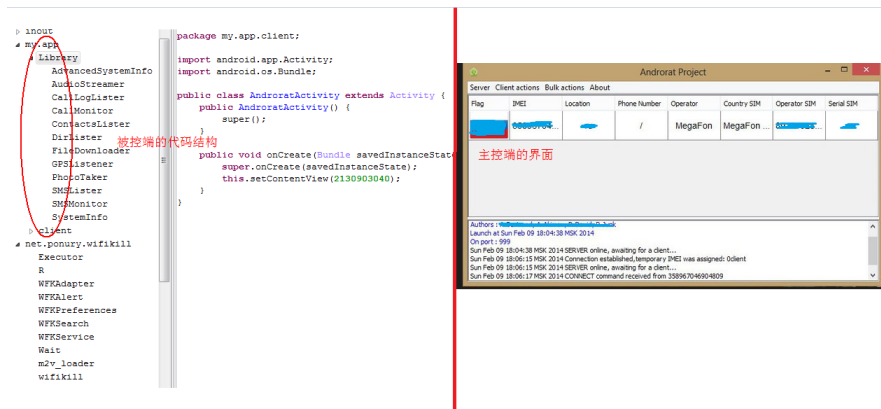 inout
my.app
Library
AdvancedSystemInfo
AudioStreamer
CallLogLister
CallMonitor
ContactsLister
DirLister
FileDownloader
GPSListener
PhotoTaker
SMSLister
SMSMonitor
SystemInfo
client
net.ponury.wifikill
Executor
R
WFKAdapter
WFKAlert
WFKPreferences
WFKSearch
WFKService
Wait
m2v_loader
wifikill
被控端的代码结构
package my.app.client;
import android.app.Activity;
import android.os.Bundle;
public class AndroratActivity extends Activity {
public AndroratActivity() {
super();
}
public void onCreate(Bundle savedInstanceStat
super.onCreate(savedInstanceState);
this.setContentView(2130903040);
}
}
Androrat Project
Server Client actions Bulk actions About
Flag IMEI Location Phone Number Operator Country SIM Operator SIM Serial SIM
/ MegaFon MegaFon ...
主控端的界面
Authors :
Launch at Sun Feb 09 18:04:38 MSK 2014
On port : 999
Sun Feb 09 18:04:38 MSK 2014 SERVER online, awaiting for a client...
Sun Feb 09 18:06:15 MSK 2014 Connection established,temporary IMEI was assigned: 0client
Sun Feb 09 18:06:15 MSK 2014 SERVER online, awaiting for a client...
Sun Feb 09 18:06:17 MSK 2014 CONNECT command received from 358967046904809